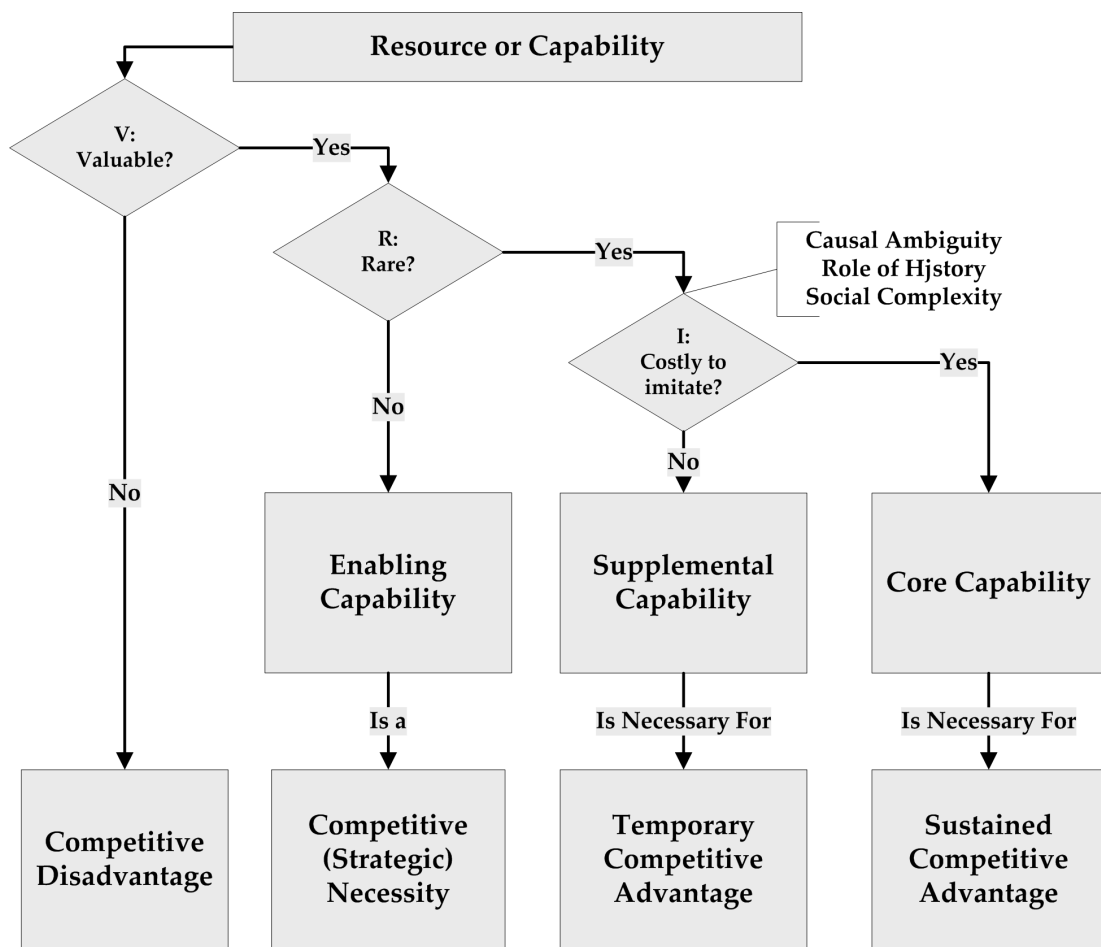 Resource or Capability
V:
Valuable?
Yes
R:
Rare?
Yes
Causal Ambiguity
Role of Hjstory
Social Complexity
I:
Costly to
imitate?
Yes
No
No
No
Enabling
Capability
Supplemental
Capability
Core Capability
Is a
Is Necessary For
Is Necessary For
Competitive
Disadvantage
Competitive
(Strategic)
Necessity
Temporary
Competitive
Advantage
Sustained
Competitive
Advantage